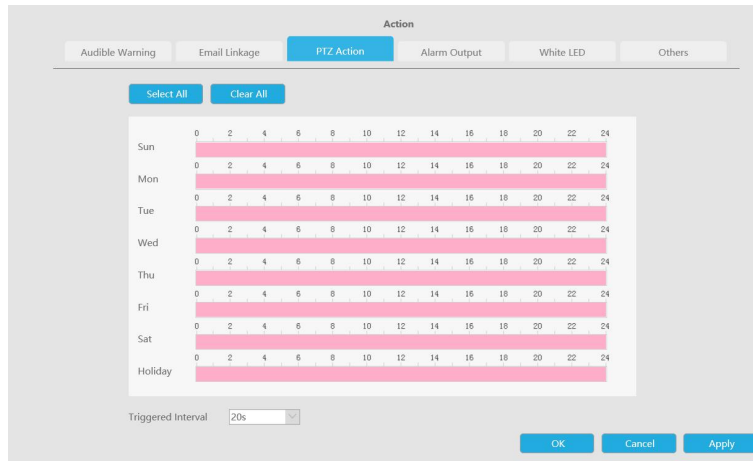 Action
Audible Warning Email Linkage PTZ Action Alarm Output White LED Others
Select All Clear All
0 2 4 6 8 10 12 14 16 18 20 22 24
Sun
0 2 4 6 8 10 12 14 16 18 20 22 24
Mon
0 2 4 6 8 10 12 14 16 18 20 22 24
Tue
0 2 4 6 8 10 12 14 16 18 20 22 24
Wed
0 2 4 6 8 10 12 14 16 18 20 22 24
Thu
0 2 4 6 8 10 12 14 16 18 20 22 24
Fri
0 2 4 6 8 10 12 14 16 18 20 22 24
Sat
0 2 4 6 8 10 12 14 16 18 20 22 24
Holiday
Triggered Interval 20s
OK Cancel Apply